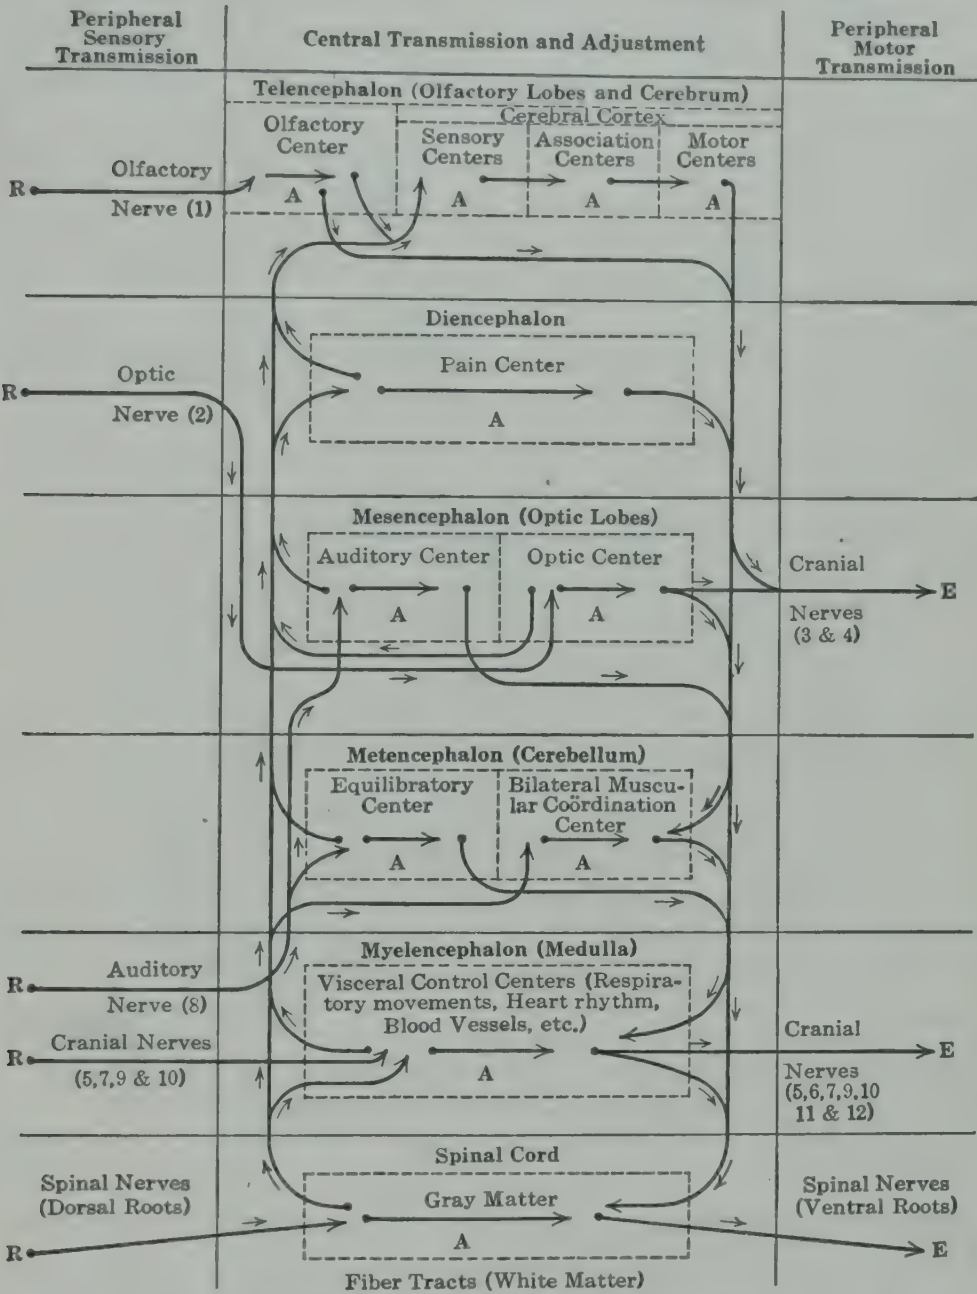 Peripheral
Sensory
Transmission
Central Transmission and Adjustment
Peripheral
Motor
Transmission
Telencephalon (Olfactory Lobes and Cerebrum)
Cerebral Cortex
Olfactory
Center
Sensory
Centers
Association
Centers
Motor
Centers
R
Olfactory
Nerve (1)
A
A
A
A
Diencephalon
Pain Center
A
R
Optic
Nerve (2)
Mesencephalon (Optic Lobes)
Auditory Center
Optic Center
A
A
Cranial
E
Nerves
(3 & 4)
Metencephalon (Cerebellum)
Equilibratory
Center
Bilateral Muscu-
lar Coördination
Center
A
A
Myelencephalon (Medulla)
R
Auditory
Nerve (8)
Visceral Control Centers (Respira-
tory movements, Heart rhythm,
Blood Vessels, etc.)
R
Cranial Nerves
(5,7,9 & 10)
A
Cranial
E
Nerves
(5,6,7,9,10
11 & 12)
Spinal Cord
Spinal Nerves
(Dorsal Roots)
Gray Matter
Spinal Nerves
(Ventral Roots)
R
A
E
Fiber Tracts (White Matter)